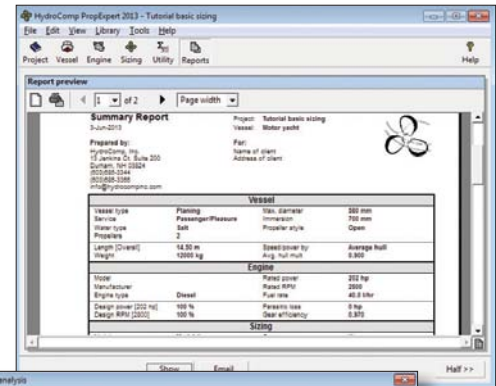 HydroComp PropExpert 2013 - Tutorial basic sizing
File Edit View Library Tools Help
Project Vessel Engine Sizing Utility Reports Help
Report preview
1 of 2 Page width
Summary Report
3-Jun-2013
Project: Tutorial basic sizing
Vessel: Motor yacht
Prepared by:
HydroComp, Inc.
13 Jenkins Ct. Suite 200
Durham, NH 03824
(603)868-3344
(603)868-3366
info@hydrocompinc.com
For:
Name of client
Address of client
Vessel
Vessel type Planing Max. diameter 580 mm
Service Passenger/Pleasure Immersion 700 mm
Water type Salt Propeller style Open
Propellers 2
Length [Overall] 14.50 m Speed/power by: Average hull
Weight 12000 kg Avg. hull mult 0.900
Engine
Model Rated power 202 hp
Manufacturer Rated RPM 2800
Engine type Diesel Fuel rate 40.0 l/hr
Design power [202 hp] 100 % Parasitic loss 0 hp
Design RPM [2800] 100 % Gear efficiency 0.970
Sizing
Show Email Half >>
analysis